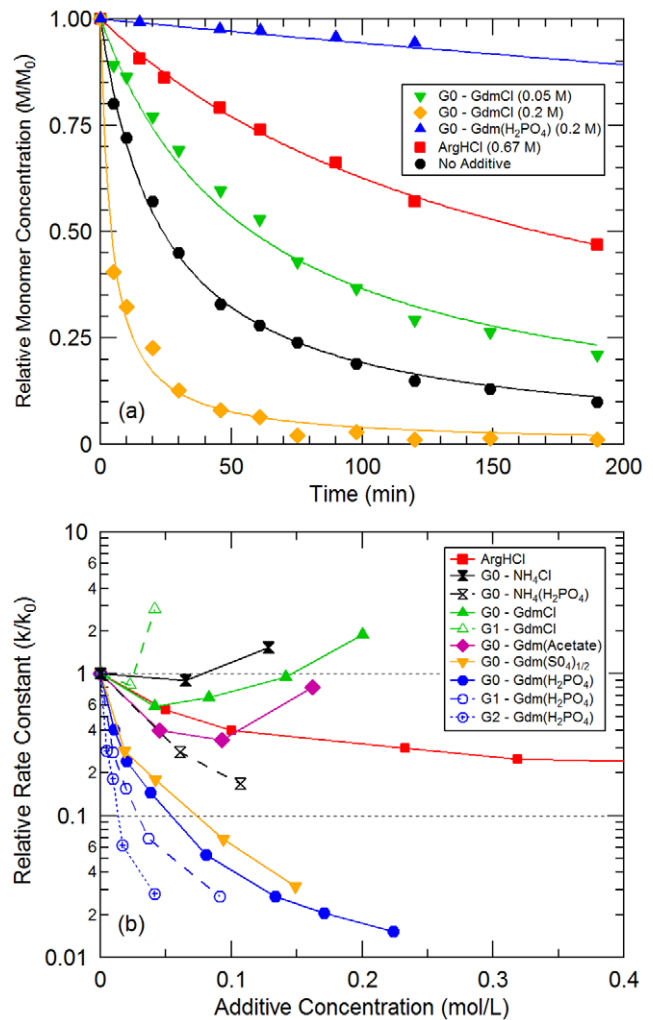 1.00
0.75
0.50
0.25
0
Relative Monomer Concentration (M/M₀)
G0 - GdmCl (0.05 M)
G0 - GdmCl (0.2 M)
G0 - Gdm(H₂PO₄) (0.2 M)
ArgHCl (0.67 M)
No Additive
(a)
0 50 100 150 200
Time (min)
10
6
4
2
1
6
4
2
0.1
6
4
2
0.01
Relative Rate Constant (k/k₀)
ArgHCl
G0 - NH₄Cl
G0 - NH₄(H₂PO₄)
G0 - GdmCl
G1 - GdmCl
G0 - Gdm(Acetate)
G0 - Gdm(SO₄)₁/₂
G0 - Gdm(H₂PO₄)
G1 - Gdm(H₂PO₄)
G2 - Gdm(H₂PO₄)
(b)
0 0.1 0.2 0.3 0.4
Additive Concentration (mol/L)